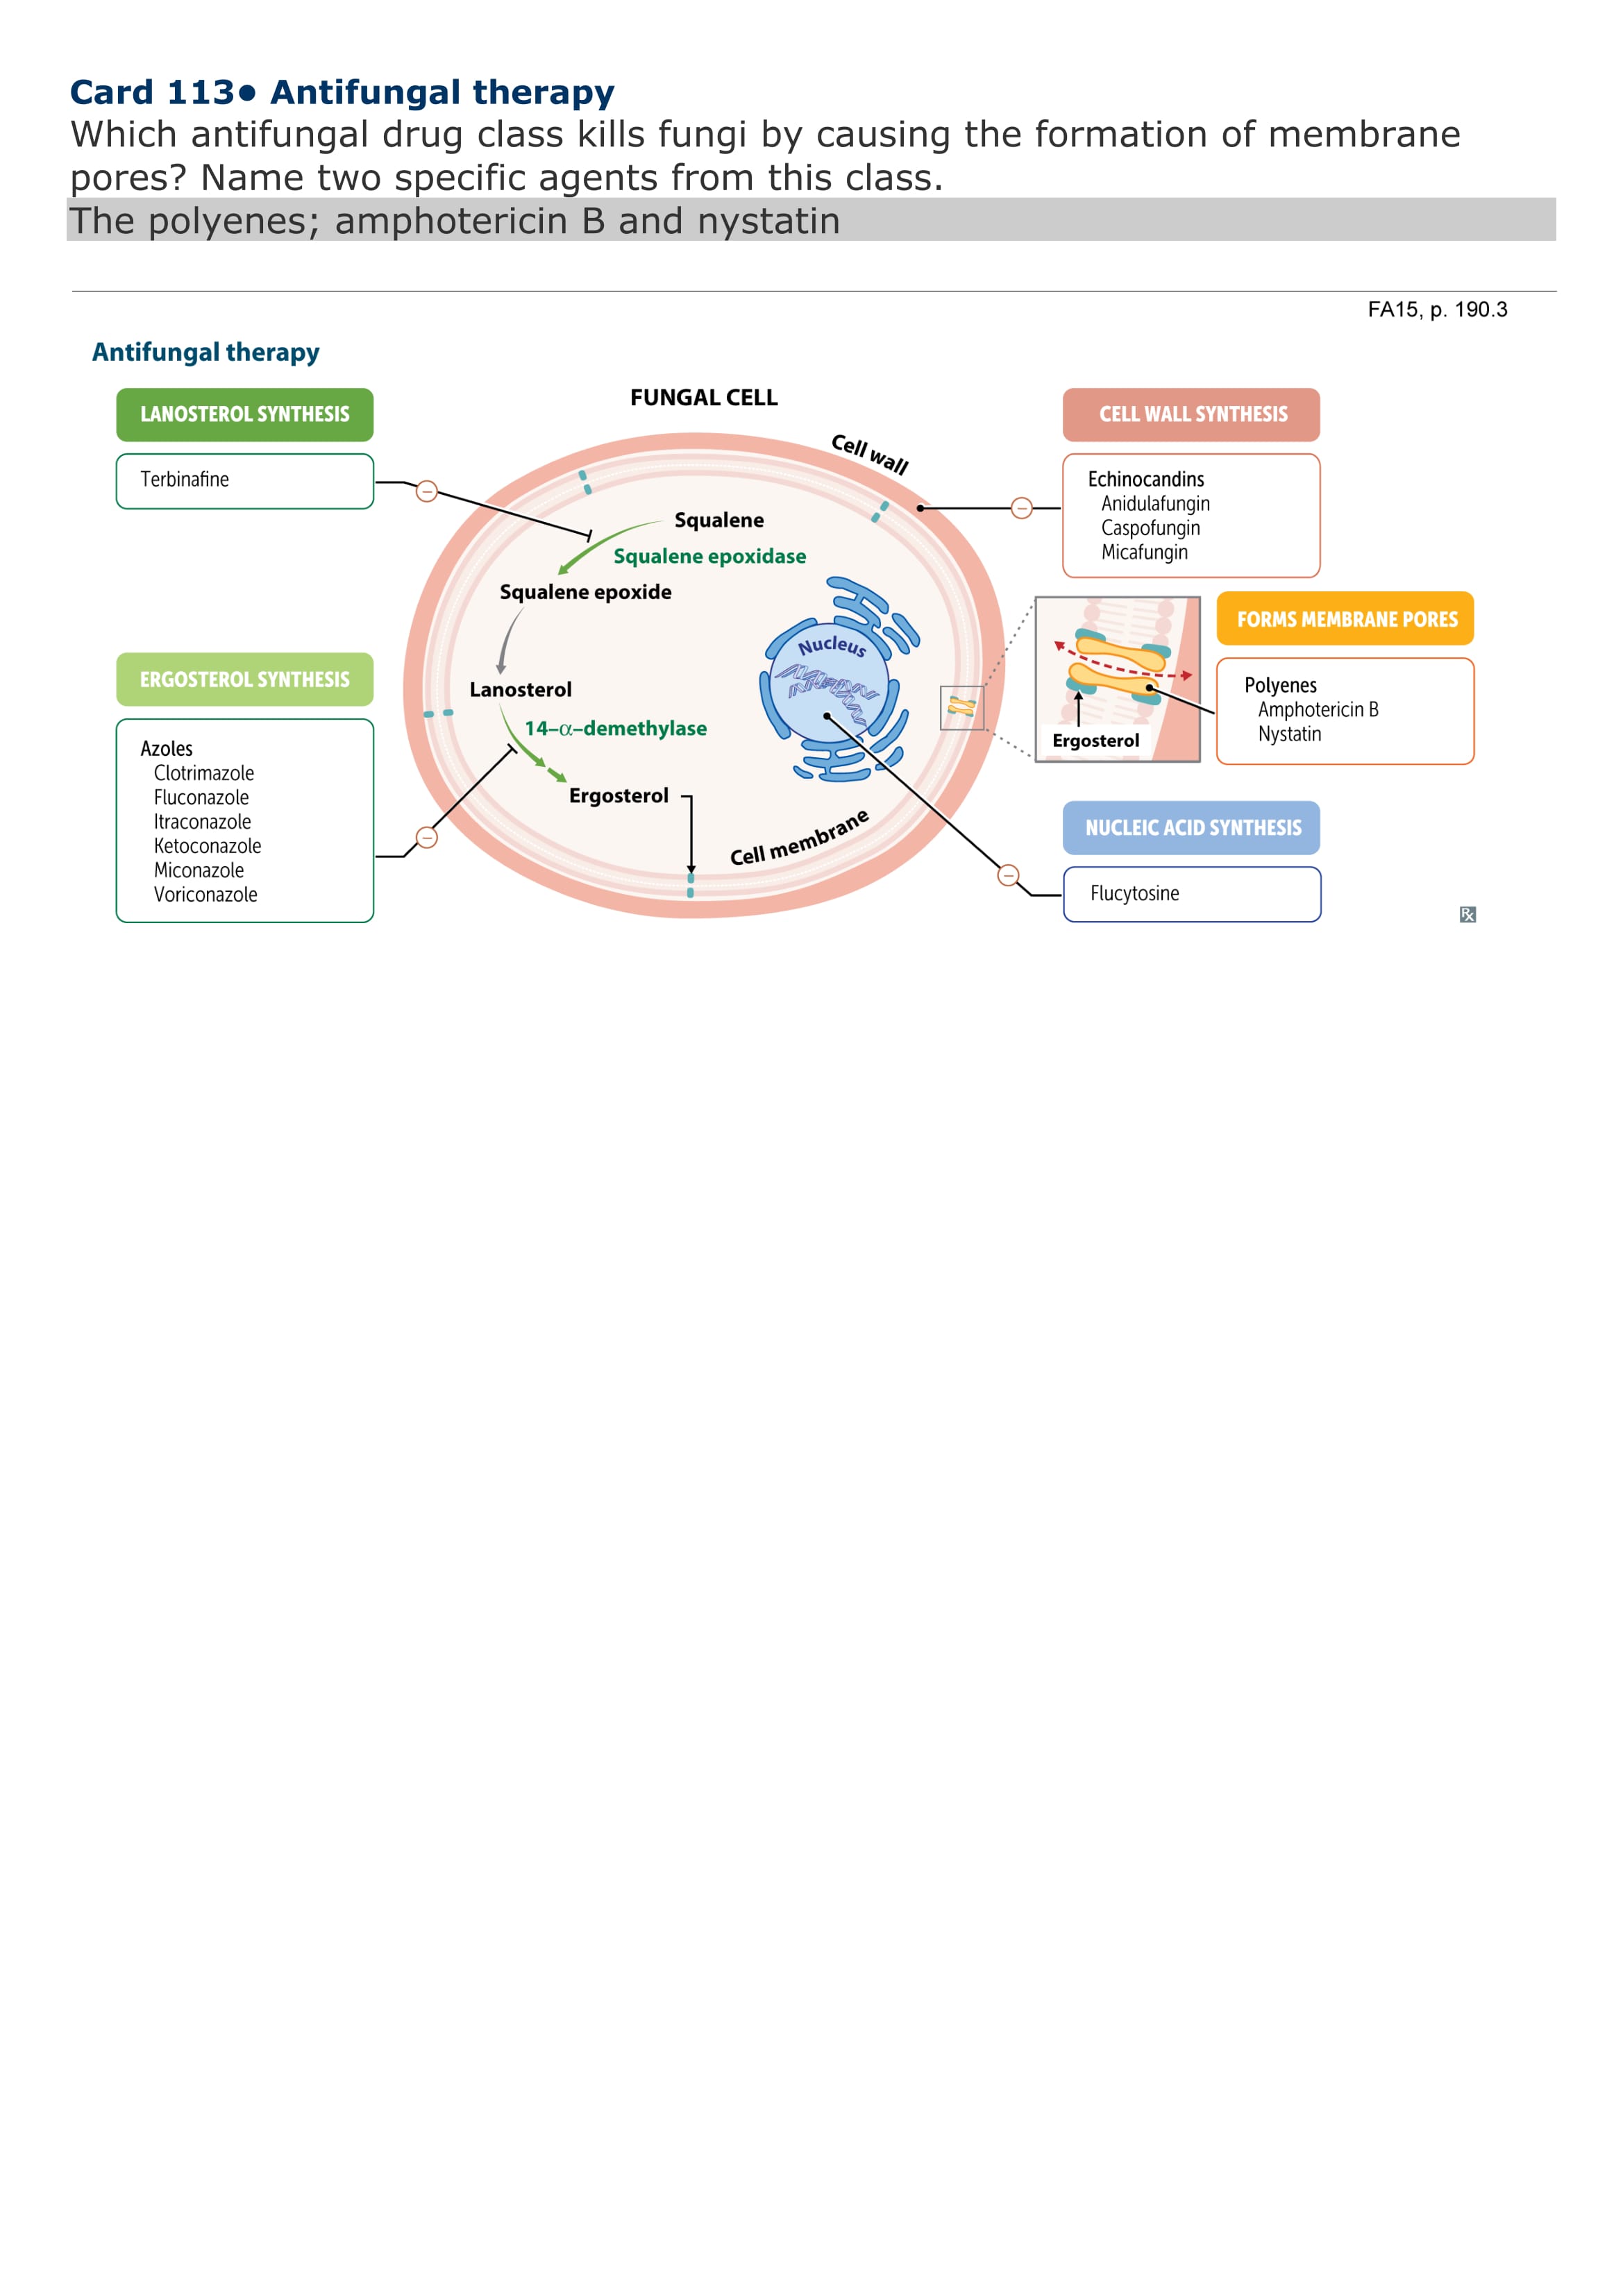 Card 113● Antifungal therapy
Which antifungal drug class kills fungi by causing the formation of membrane
pores? Name two specific agents from this class.
The polyenes; amphotericin B and nystatin
FA15, p. 190.3
Antifungal therapy
FUNGAL CELL
LANOSTEROL SYNTHESIS
Terbinafine
ERGOSTEROL SYNTHESIS
Azoles
Clotrimazole
Fluconazole
Itraconazole
Ketoconazole
Miconazole
Voriconazole
Cell wall
Squalene
Squalene epoxidase
Squalene epoxide
Lanosterol
14–α–demethylase
Ergosterol
Nucleus
Cell membrane
CELL WALL SYNTHESIS
Echinocandins
Anidulafungin
Caspofungin
Micafungin
Ergosterol
FORMS MEMBRANE PORES
Polyenes
Amphotericin B
Nystatin
NUCLEIC ACID SYNTHESIS
Flucytosine
Rx